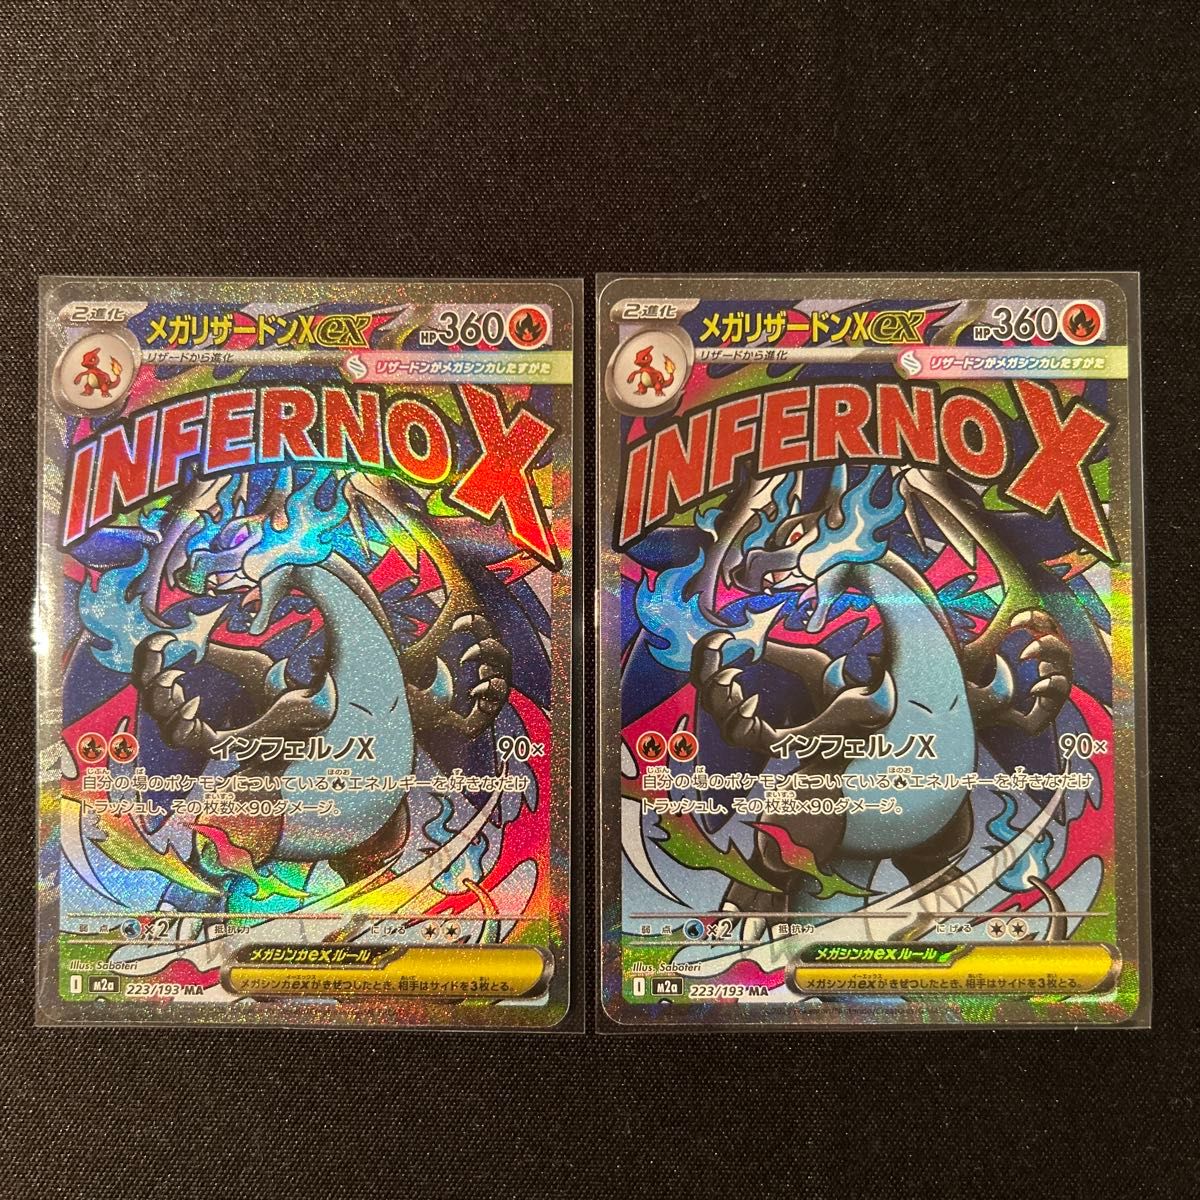 2進化
メガリザードンXex
HP360
リザードから進化
リザードンがメガシンカしたすがた
INFERNO X
インフェルノX 90×
自分の場のポケモンについているエネルギーを好きなだけ
トラッシュし、その枚数×90ダメージ。
弱点 ×2 抵抗力 にげる
メガシンカexルール
Illus. Saboteri
メガシンカexがきぜつしたとき、相手はサイドを3枚とる。
I m2a 223/193 MA
2進化
メガリザードンXex
HP360
リザードから進化
リザードンがメガシンカしたすがた
INFERNO X
インフェルノX 90×
自分の場のポケモンについているエネルギーを好きなだけ
トラッシュし、その枚数×90ダメージ。
弱点 ×2 抵抗力 にげる
メガシンカexルール
Illus. Saboteri
メガシンカexがきぜつしたとき、相手はサイドを3枚とる。
I m2a 223/193 MA